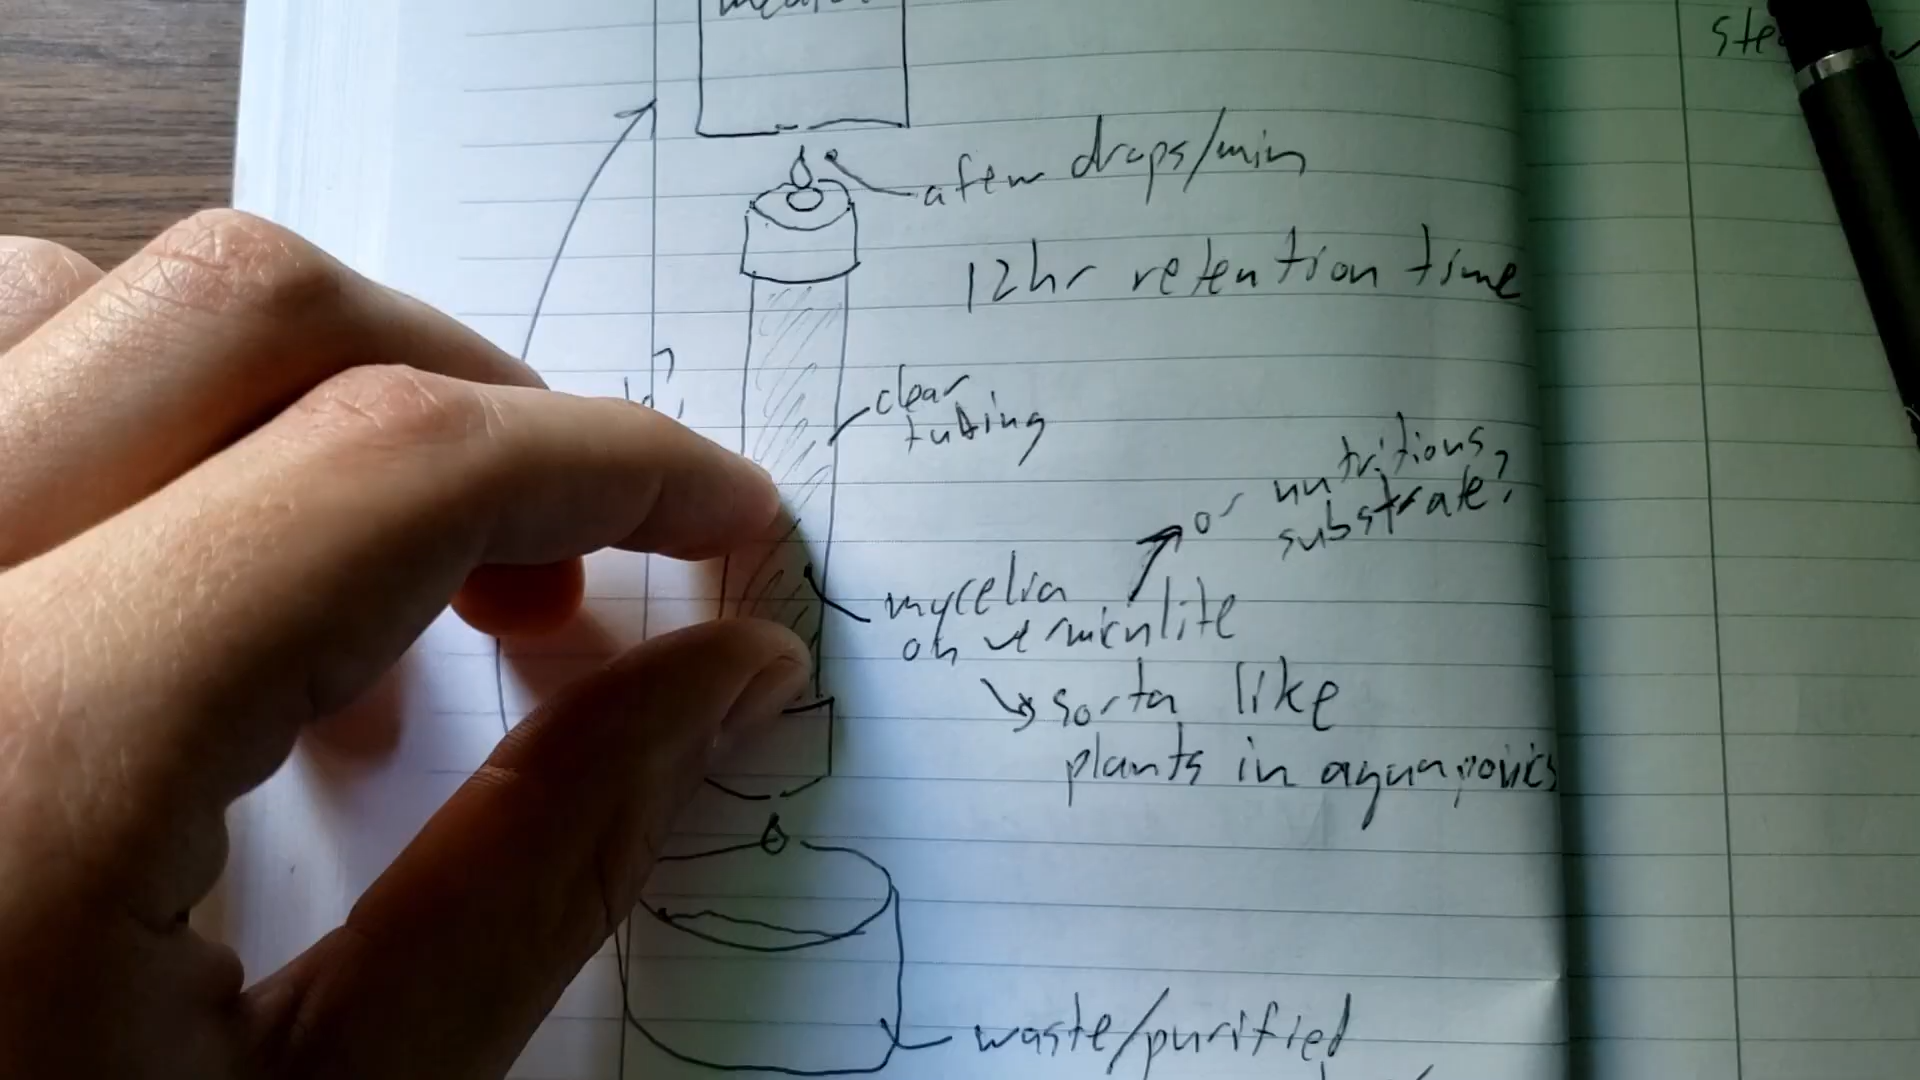 a few drops/min
12hr retention time
clear
tubing
or nutritious
substrate?
mycelia
on vermiculite
sorta like
plants in aquaponics
waste/purified